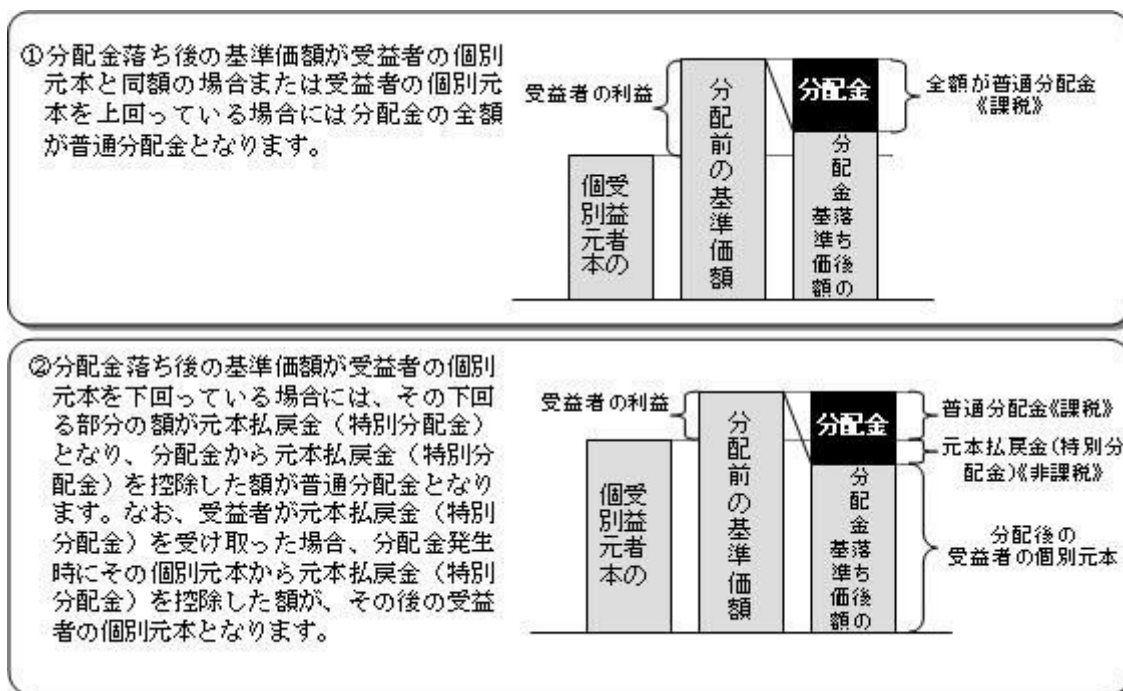 ①分配金落ち後の基準価額が受益者の個別
元本と同額の場合または受益者の個別元
本を上回っている場合には分配金の全額
が普通分配金となります。
受益者の利益
受益者の
個別元本
分配前の基準価額
分配金
分配金落ち後の
基準価額
全額が普通分配金
《課税》
②分配金落ち後の基準価額が受益者の個別
元本を下回っている場合には、その下回
る部分の額が元本払戻金（特別分配金）
となり、分配金から元本払戻金（特別分
配金）を控除した額が普通分配金となり
ます。なお、受益者が元本払戻金（特別
分配金）を受け取った場合、分配金発生
時にその個別元本から元本払戻金（特別
分配金）を控除した額が、その後の受益
者の個別元本となります。
受益者の利益
受益者の
個別元本
分配前の基準価額
分配金
分配金落ち後の
基準価額
普通分配金《課税》
元本払戻金(特別分
配金)《非課税》
分配後の
受益者の個別元本